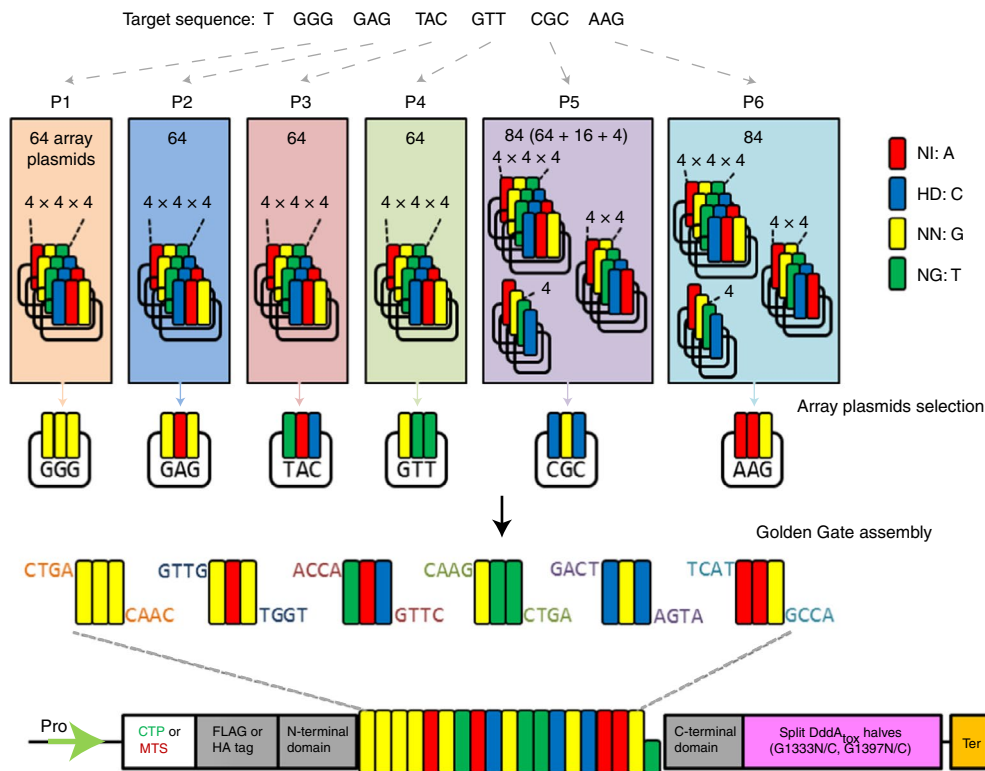 Target sequence: T GGG GAG TAC GTT CGC AAG
P1 P2 P3 P4 P5 P6
64 array
plasmids
64
64
64
84 (64 + 16 + 4)
84
4 × 4 × 4
4 × 4 × 4
4 × 4 × 4
4 × 4 × 4
4 × 4 × 4
4 × 4
4
4 × 4 × 4
4 × 4
4
NI: A
HD: C
NN: G
NG: T
Array plasmids selection
GGG GAG TAC GTT CGC AAG
Golden Gate assembly
CTGA GTTG ACCA CAAG GACT TCAT
CAAC TGGT GTTC CTGA AGTA GCCA
Pro
CTP or
MTS
FLAG or
HA tag
N-terminal
domain
C-terminal
domain
Split DddAtox halves
(G1333N/C, G1397N/C)
Ter